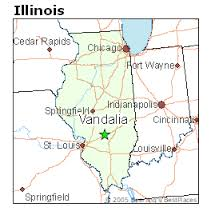 Illinois
Cedar Rapids
Chicago
Fort Wayne
Springfield
Indianapolis
Vandalia
Cincinnati
St. Louis
Louisville
Springfield
© 2005 BestPlaces